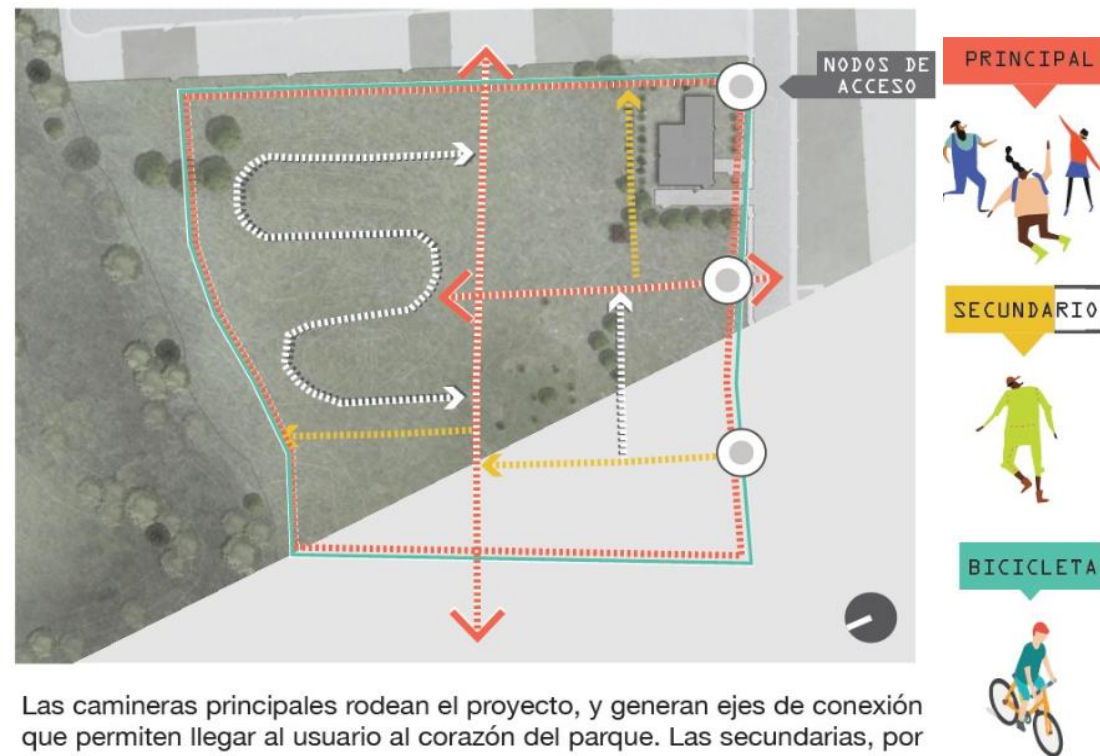 NODOS DE
ACCESO
PRINCIPAL
SECUNDARIO
BICICLETA
Las camineras principales rodean el proyecto, y generan ejes de conexión
que permiten llegar al usuario al corazón del parque. Las secundarias, por